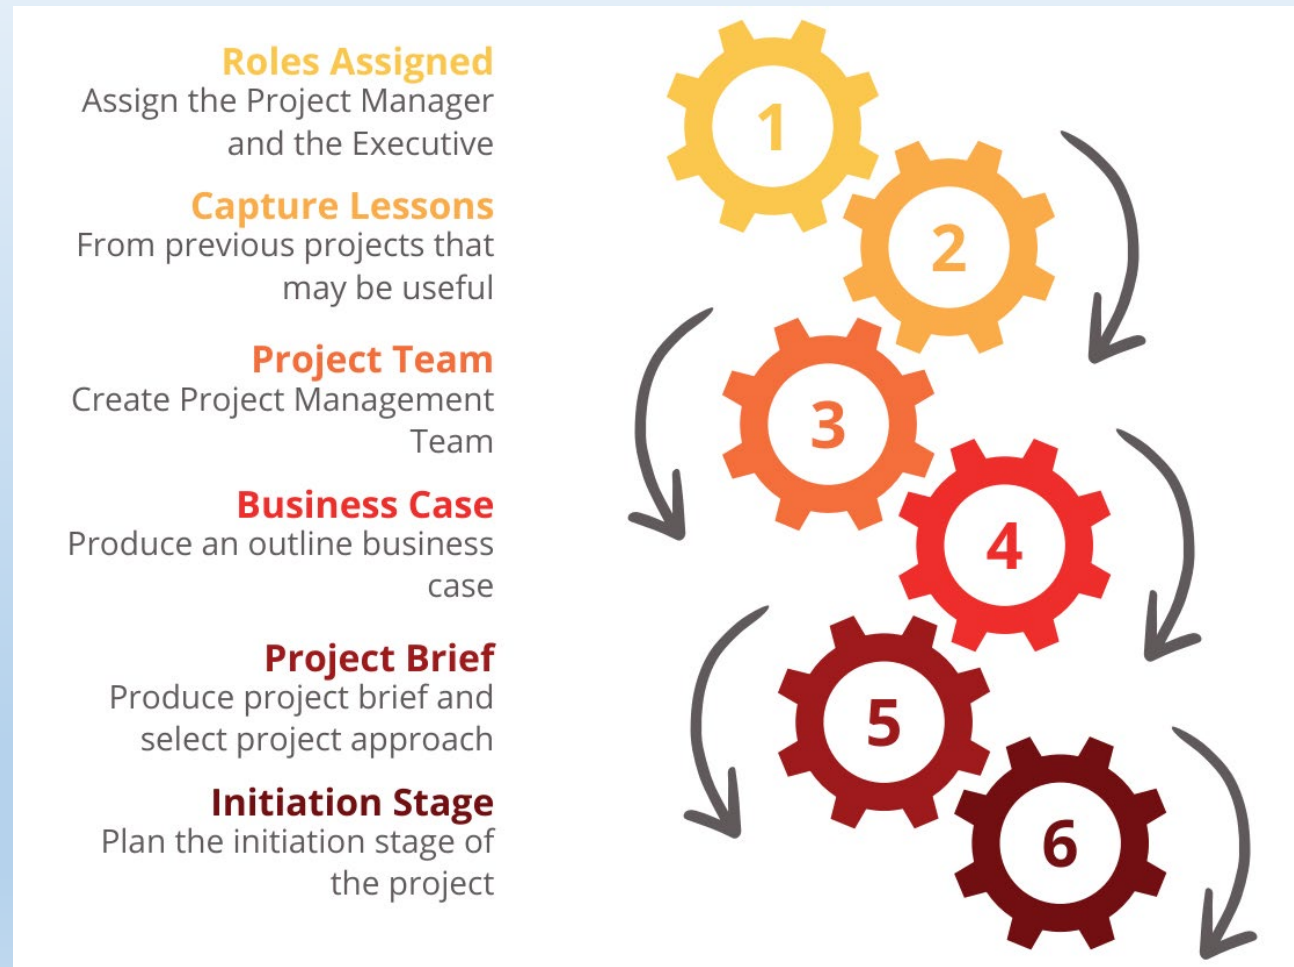 Roles Assigned
Assign the Project Manager
and the Executive
Capture Lessons
From previous projects that
may be useful
Project Team
Create Project Management
Team
Business Case
Produce an outline business
case
Project Brief
Produce project brief and
select project approach
Initiation Stage
Plan the initiation stage of
the project
1
2
3
4
5
6